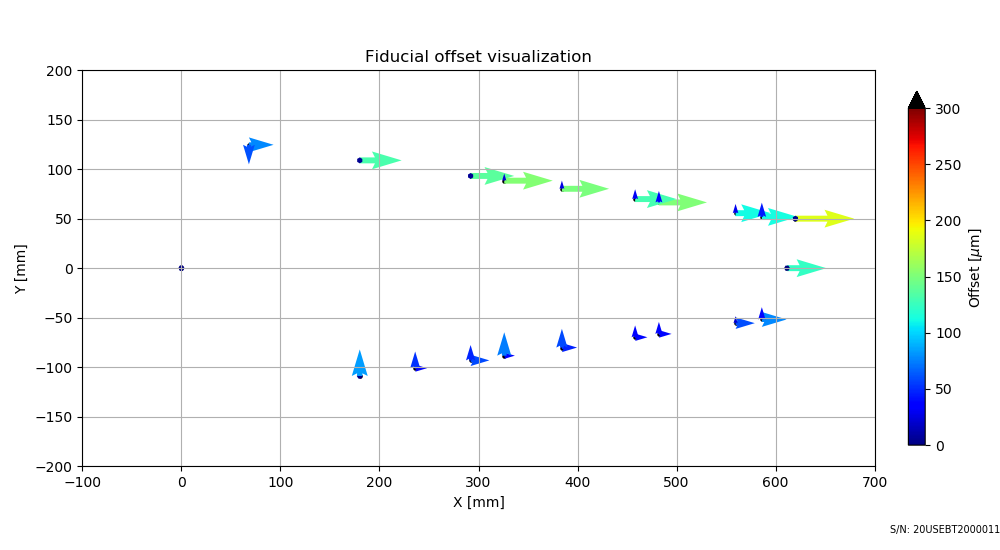 Fiducial offset visualization
200
150
100
50
0
−50
−100
−150
−200
Y [mm]
−100 0 100 200 300 400 500 600 700
X [mm]
300
250
200
150
100
50
0
Offset [μm]
S/N: 20USEBT2000011